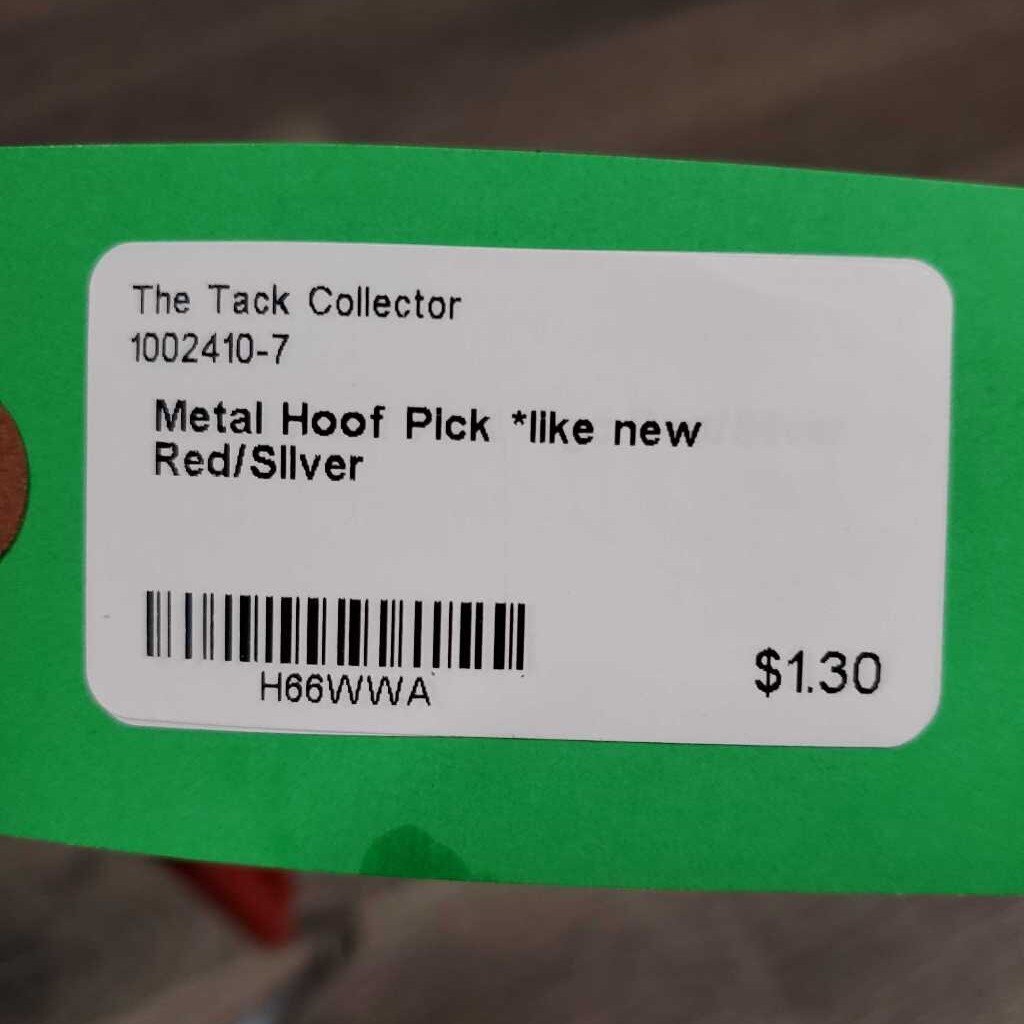 The Tack Collector
1002410-7
Metal Hoof Pick *like new
Red/Silver
H66WWA
$1.30